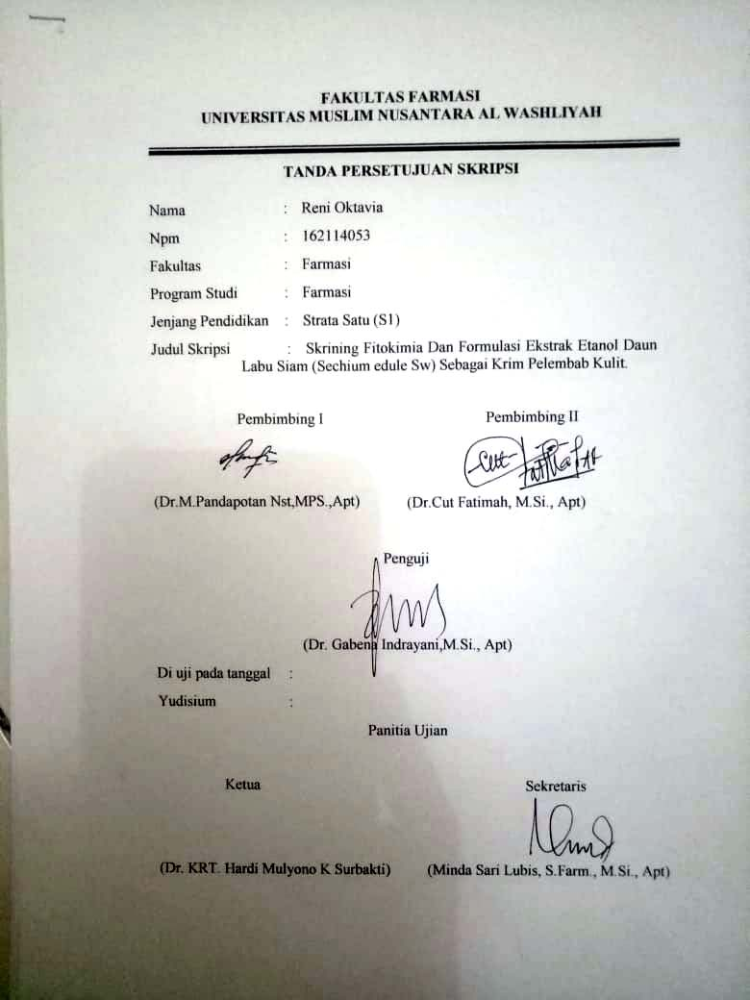 FAKULTAS FARMASI
UNIVERSITAS MUSLIM NUSANTARA AL WASHLIYAH
TANDA PERSETUJUAN SKRIPSI
Nama : Reni Oktavia
Npm : 162114053
Fakultas : Farmasi
Program Studi : Farmasi
Jenjang Pendidikan : Strata Satu (S1)
Judul Skripsi : Skrining Fitokimia Dan Formulasi Ekstrak Etanol Daun
Labu Siam (Sechium edule Sw) Sebagai Krim Pelembab Kulit.
Pembimbing I Pembimbing II
(Dr.M.Pandapotan Nst,MPS.,Apt) (Dr.Cut Fatimah, M.Si., Apt)
Penguji
(Dr. Gabena Indrayani,M.Si., Apt)
Di uji pada tanggal :
Yudisium :
Panitia Ujian
Ketua Sekretaris
(Dr. KRT. Hardi Mulyono K Surbakti) (Minda Sari Lubis, S.Farm., M.Si., Apt)